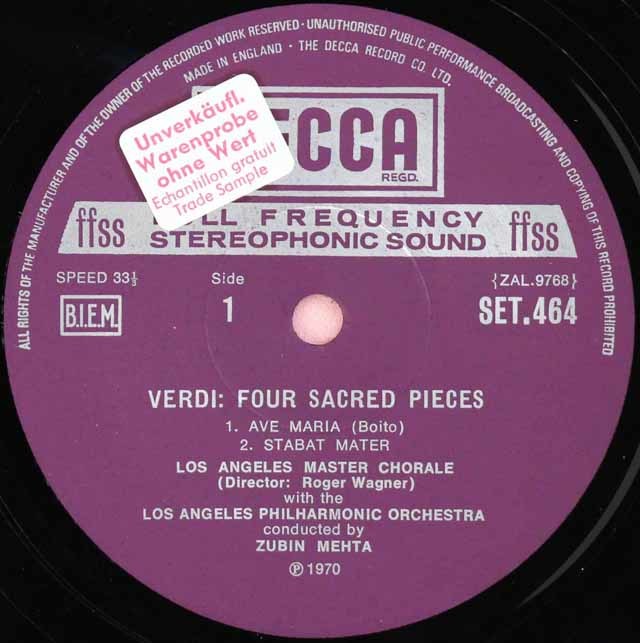 ALL RIGHTS OF THE MANUFACTURER AND OF THE OWNER OF THE RECORDED WORK RESERVED · UNAUTHORISED PUBLIC PERFORMANCE BROADCASTING AND COPYING OF THIS RECORD PROHIBITED
MADE IN ENGLAND · THE DECCA RECORD CO. LTD.
Unverkäufl.
Warenprobe
ohne Wert
Echantillon gratuit
Trade Sample
DECCA
REGD.
ffss FULL FREQUENCY ffss
STEREOPHONIC SOUND
SPEED 33⅓ Side {ZAL.9768}
B.I.E.M. 1 SET.464
VERDI: FOUR SACRED PIECES
1. AVE MARIA (Boito)
2. STABAT MATER
LOS ANGELES MASTER CHORALE
(Director: Roger Wagner)
with the
LOS ANGELES PHILHARMONIC ORCHESTRA
conducted by
ZUBIN MEHTA
℗ 1970